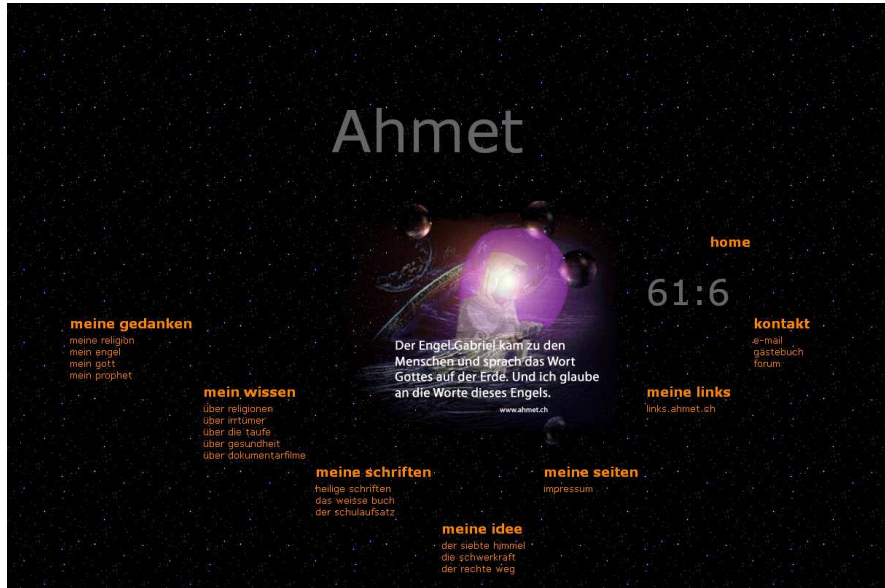 Ahmet
home
61:6
meine gedanken
meine religion
mein engel
mein gott
mein prophet
kontakt
e-mail
gästebuch
forum
Der Engel Gabriel kam zu den
Menschen und sprach das Wort
Gottes auf der Erde. Und ich glaube
an die Worte dieses Engels.
www.ahmet.ch
mein wissen
über religionen
über irrtümer
über die taufe
über gesundheit
über dokumentarfilme
meine links
links.ahmet.ch
meine schriften
heilige schriften
das weisse buch
der schulaufsatz
meine seiten
impressum
meine idee
der siebte himmel
die schwerkraft
der rechte weg